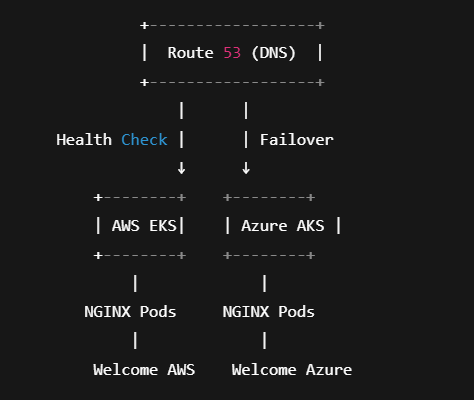 +------------------+
|  Route 53 (DNS)  |
+------------------+
|      |
Health Check |      | Failover
↓      ↓
+--------+    +--------+
| AWS EKS|    | Azure AKS |
+--------+    +--------+
|             |
NGINX Pods     NGINX Pods
|             |
Welcome AWS    Welcome Azure